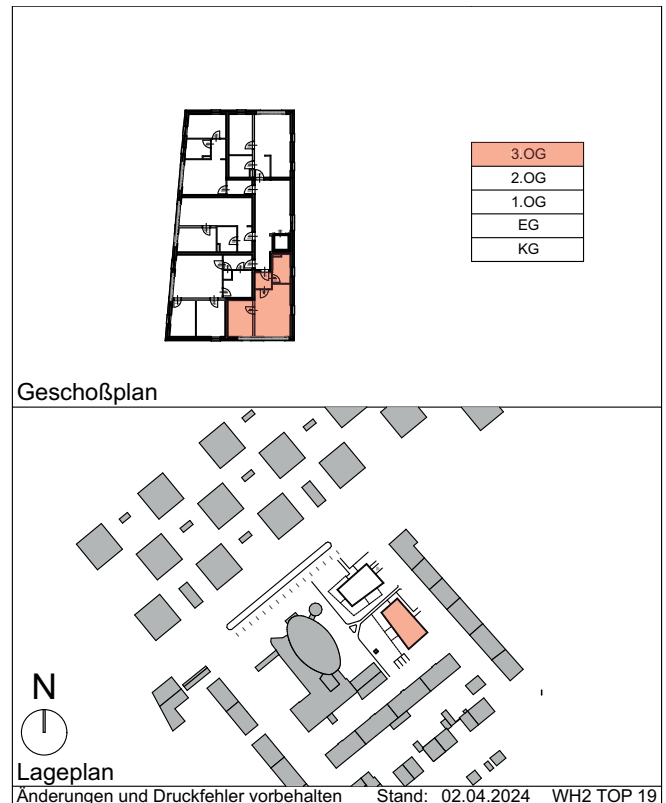 3.OG
2.OG
1.OG
EG
KG
Geschoßplan
N
Lageplan
Änderungen und Druckfehler vorbehalten Stand: 02.04.2024 WH2 TOP 19